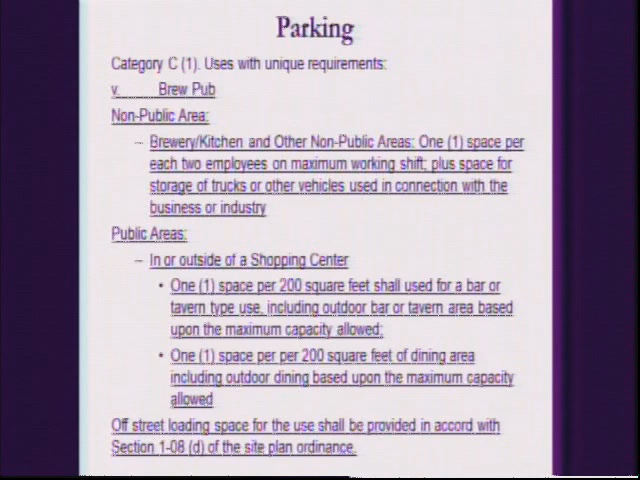 Parking
Category C (1). Uses with unique requirements:
v. Brew Pub
Non-Public Area:
– Brewery/Kitchen and Other Non-Public Areas: One (1) space per
each two employees on maximum working shift; plus space for
storage of trucks or other vehicles used in connection with the
business or industry
Public Areas:
– In or outside of a Shopping Center
• One (1) space per 200 square feet shall used for a bar or
tavern type use, including outdoor bar or tavern area based
upon the maximum capacity allowed;
• One (1) space per per 200 square feet of dining area
including outdoor dining based upon the maximum capacity
allowed
Off street loading space for the use shall be provided in accord with
Section 1-08 (d) of the site plan ordinance.